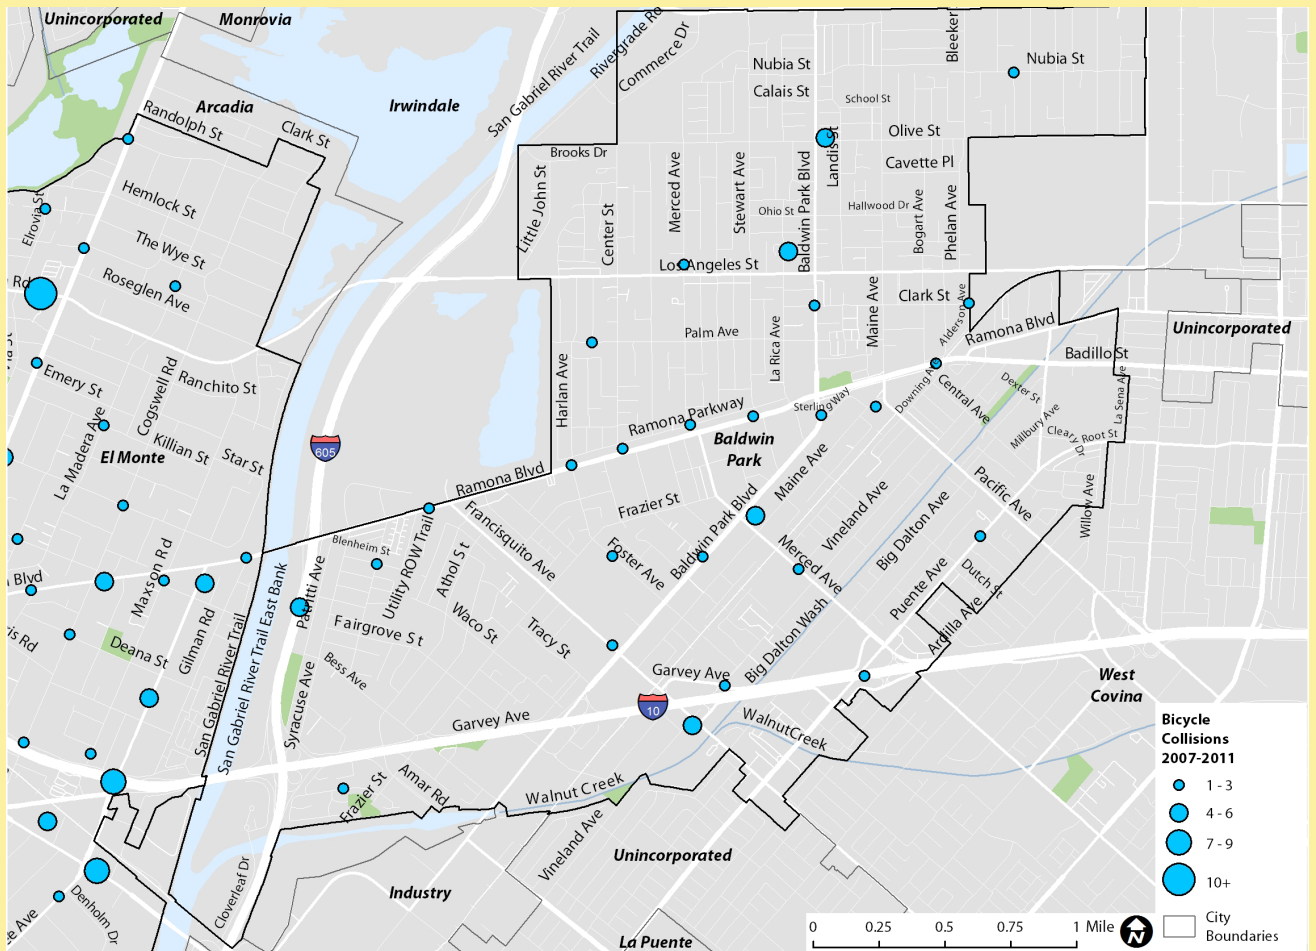 Unincorporated
Monrovia
Rivergrade Ro
Commerce Dr
San Gabriel River Trail
Bleeker
Nubia St
Nubia St
Calais St
School St
Arcadia
Irwindale
Randolph St
Clark St
Olive St
Landis St
Brooks Dr
Cavette Pl
Little John St
Center St
Merced Ave
Stewart Ave
Baldwin Park Blvd
Ohio St
Hallwood Dr
Bogart Ave
Phelan Ave
Hemlock St
Elrovia St
The Wye St
Roseglen Ave
Rd
Los Angeles St
Clark St
Maine Ave
Alderson Ave
Ramona Blvd
Unincorporated
Palm Ave
La Rica Ave
Badillo St
Harlan Ave
Emery St
Cogswell Rd
Ranchito St
Downing Ave
Central Ave
Dexter St
La Sena Ave
Sterling Way
Ramona Parkway
Millbury Ave
Cleary Dr
Root St
La Madera Ave
Killian St
Star St
El Monte
605
Baldwin
Park
Maine Ave
Ramona Blvd
Pacific Ave
Willow Ave
Frazier St
Baldwin Park Blvd
Vineland Ave
Big Dalton Ave
Francisquito Ave
Utility ROW Trail
Blenheim St
Foster Ave
Merced Ave
Maxson Rd
Blvd
Athol St
Patritti Ave
Puente Ave
Dutch St
Ardilla Ave
Waco St
Tracy St
Fairgrove St
Gilman Rd
Deana St
ris Rd
Bess Ave
San Gabriel River Trail
San Gabriel River Trail East Bank
Syracuse Ave
Garvey Ave
Big Dalton Wash
Garvey Ave
10
West
Covina
Walnut Creek
Walnut Creek
Frazier St
Amar Rd
Vineland Ave
Unincorporated
Industry
La Puente
Cloverleaf Dr
Denholm Dr
Ave
Bicycle
Collisions
2007-2011
1 - 3
4 - 6
7 - 9
10+
City
Boundaries
0 0.25 0.5 0.75 1 Mile
N